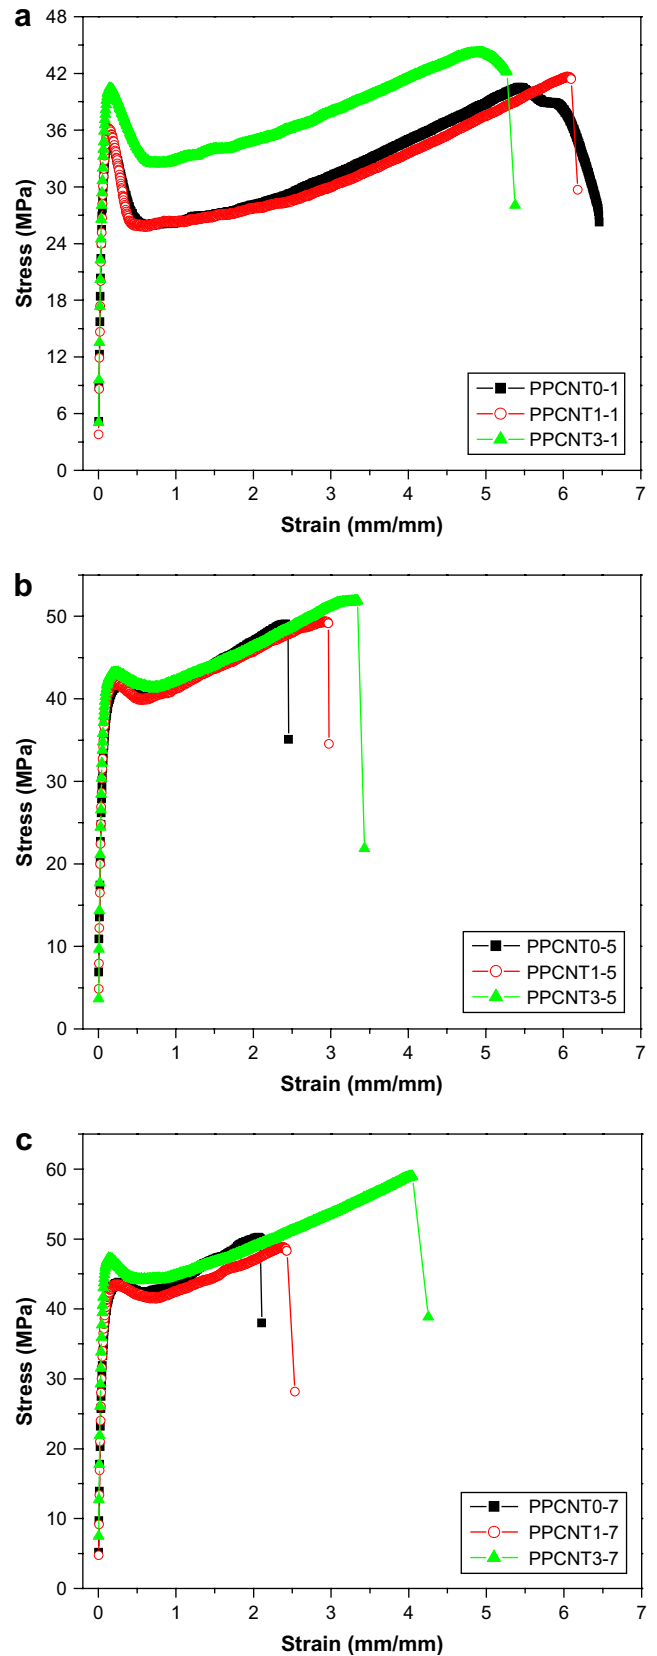 a
48
42
36
30
24
18
12
6
0
Stress (MPa)
PPCNT0-1
PPCNT1-1
PPCNT3-1
0 1 2 3 4 5 6 7
Strain (mm/mm)
b
50
40
30
20
10
0
Stress (MPa)
PPCNT0-5
PPCNT1-5
PPCNT3-5
0 1 2 3 4 5 6 7
Strain (mm/mm)
c
60
50
40
30
20
10
0
Stress (MPa)
PPCNT0-7
PPCNT1-7
PPCNT3-7
0 1 2 3 4 5 6 7
Strain (mm/mm)